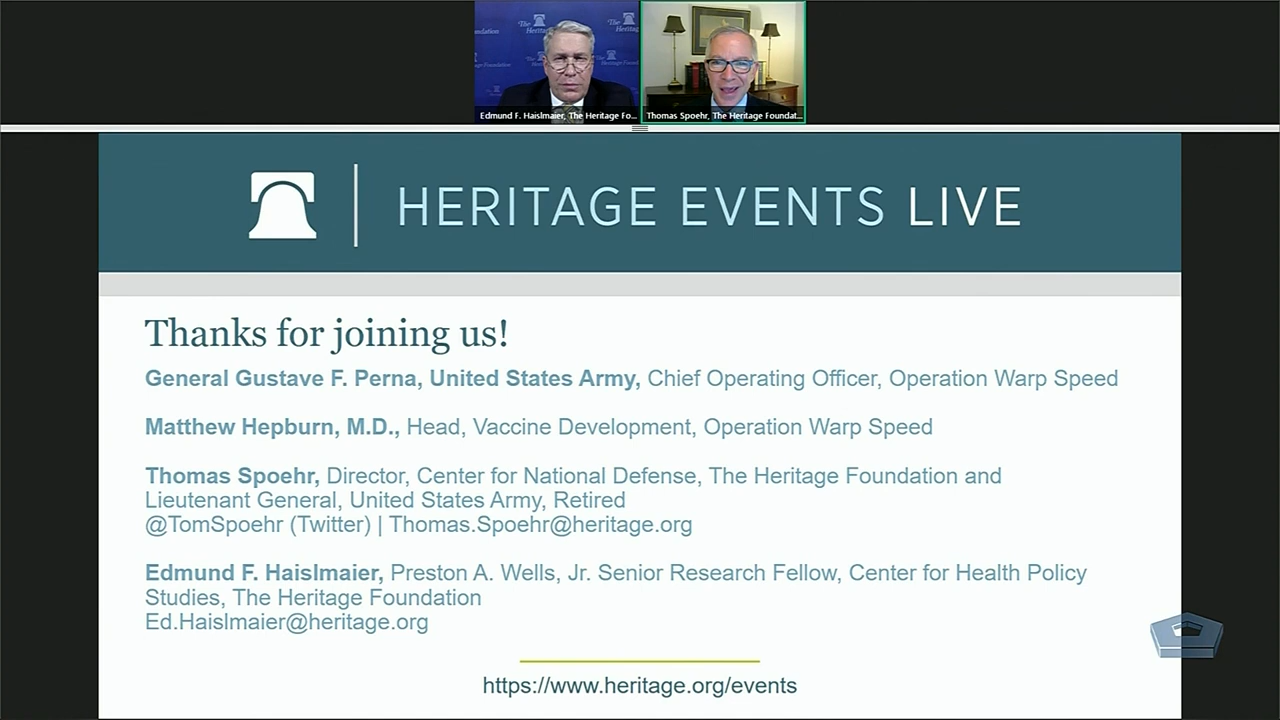 Edmund F. Haislmaier, The Heritage Fo...
Thomas Spoehr, The Heritage Foundat...
HERITAGE EVENTS LIVE
Thanks for joining us!
General Gustave F. Perna, United States Army, Chief Operating Officer, Operation Warp Speed
Matthew Hepburn, M.D., Head, Vaccine Development, Operation Warp Speed
Thomas Spoehr, Director, Center for National Defense, The Heritage Foundation and
Lieutenant General, United States Army, Retired
@TomSpoehr (Twitter) | Thomas.Spoehr@heritage.org
Edmund F. Haislmaier, Preston A. Wells, Jr. Senior Research Fellow, Center for Health Policy
Studies, The Heritage Foundation
Ed.Haislmaier@heritage.org
https://www.heritage.org/events